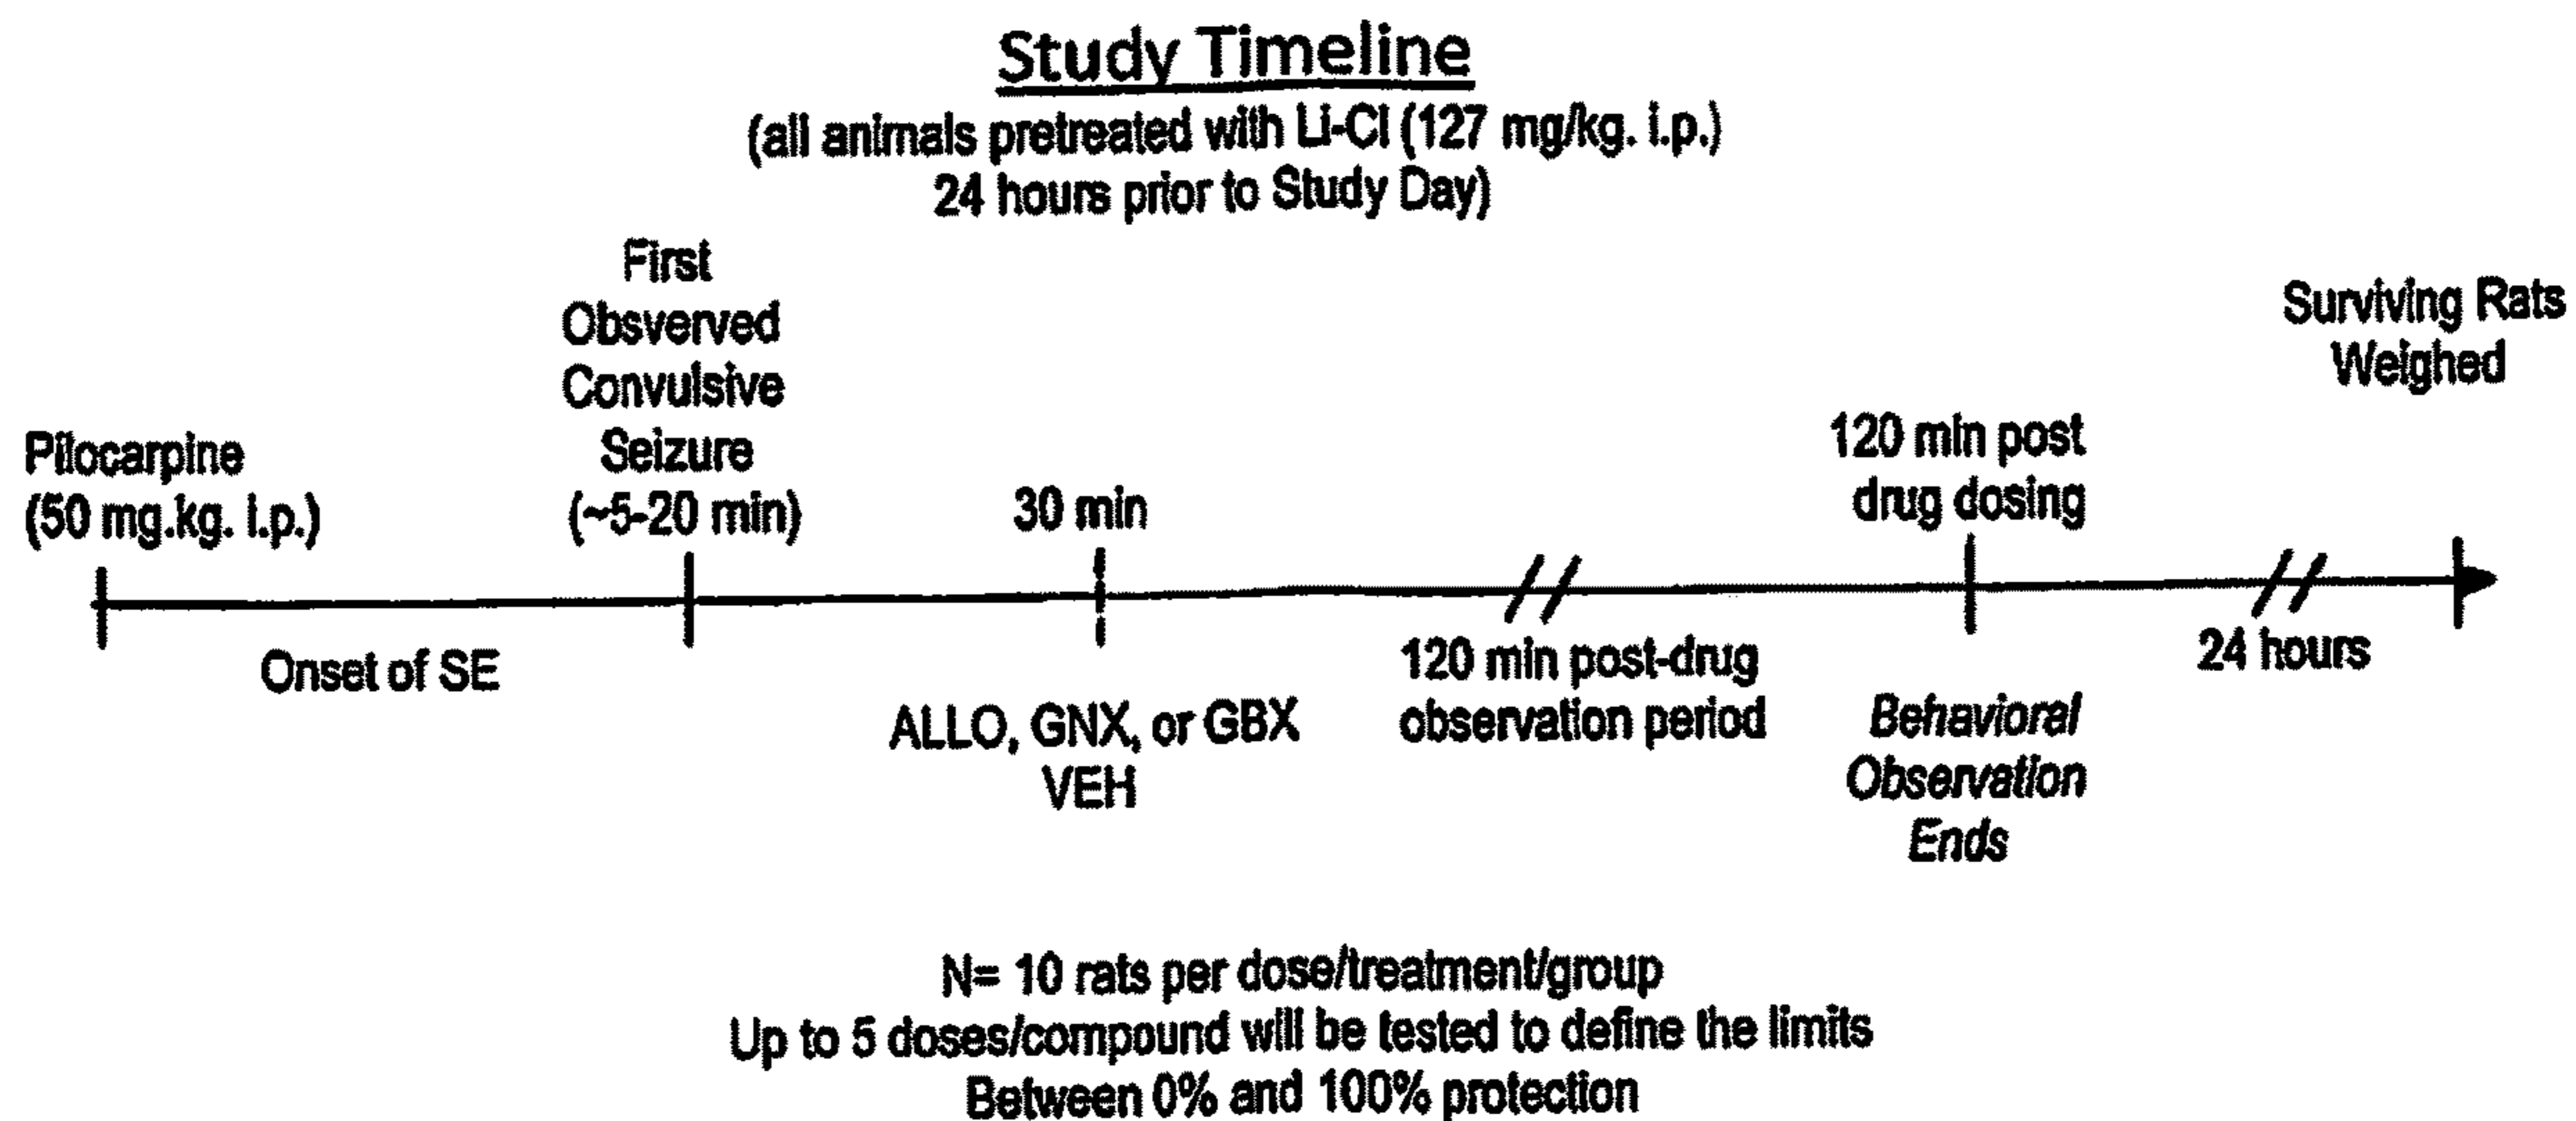 Study Timeline
(all animals pretreated with Li-Cl (127 mg/kg. i.p.)
24 hours prior to Study Day)
Pilocarpine
(50 mg.kg. i.p.)
First
Obsverved
Convulsive
Seizure
(~5-20 min)
30 min
120 min post
drug dosing
Surviving Rats
Weighed
Onset of SE
ALLO, GNX, or GBX
VEH
120 min post-drug
observation period
Behavioral
Observation
Ends
24 hours
N= 10 rats per dose/treatment/group
Up to 5 doses/compound will be tested to define the limits
Between 0% and 100% protection